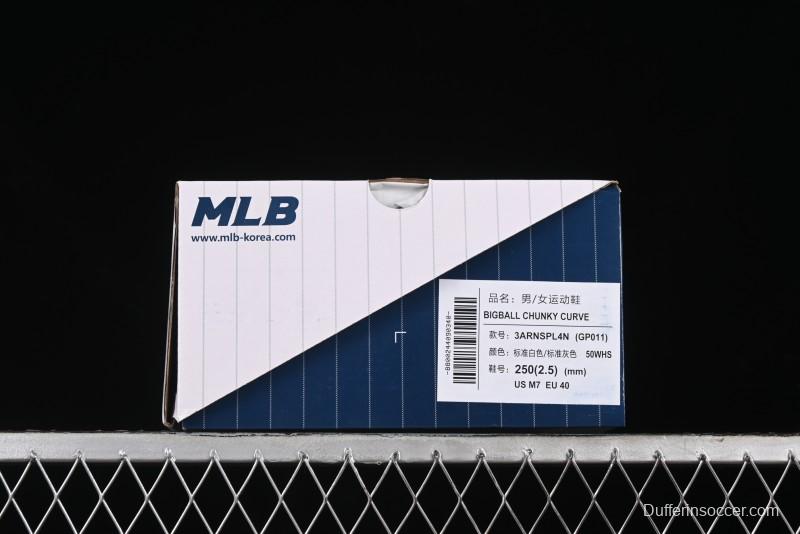 MLB
www.mlb-korea.com
品名：男/女运动鞋
BIGBALL CHUNKY CURVE
款号：3ARNSPL4N (GP011)
颜色：标准白色/标准灰色 50WHS
鞋号：250(2.5) (mm)
US M7 EU 40
-8800244090340-
Dufferinsoccer.com